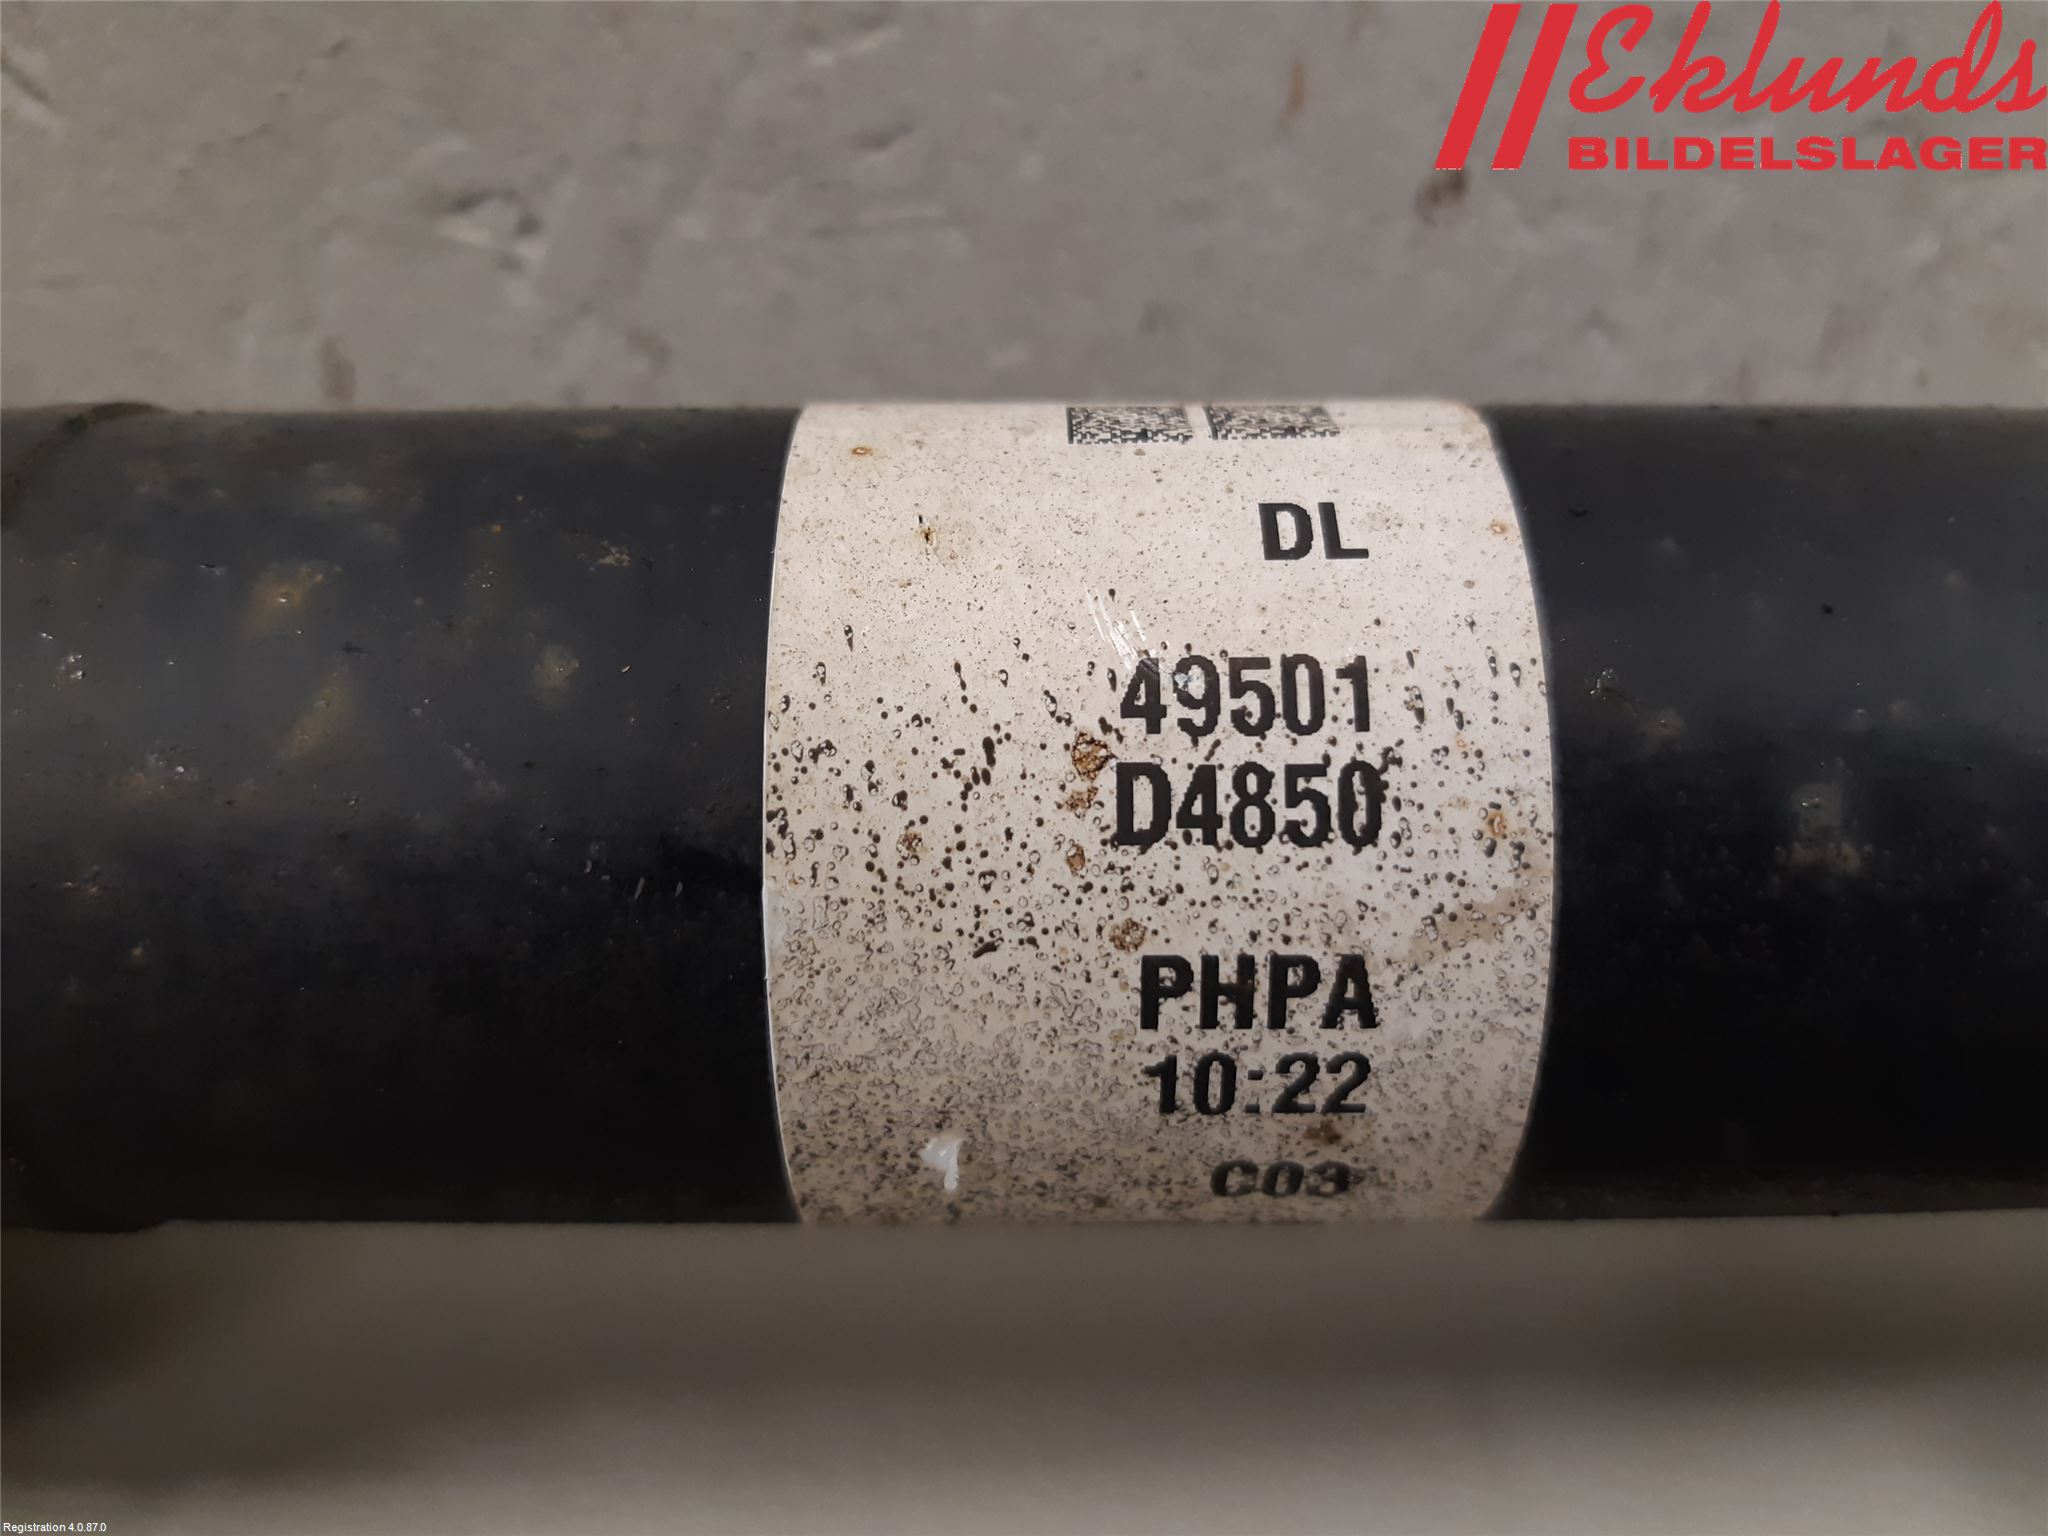 Eklunds
BILDELSLAGER
DL
49501
D4850
PHPA
10:22
C03
Registration 4.0.87.0